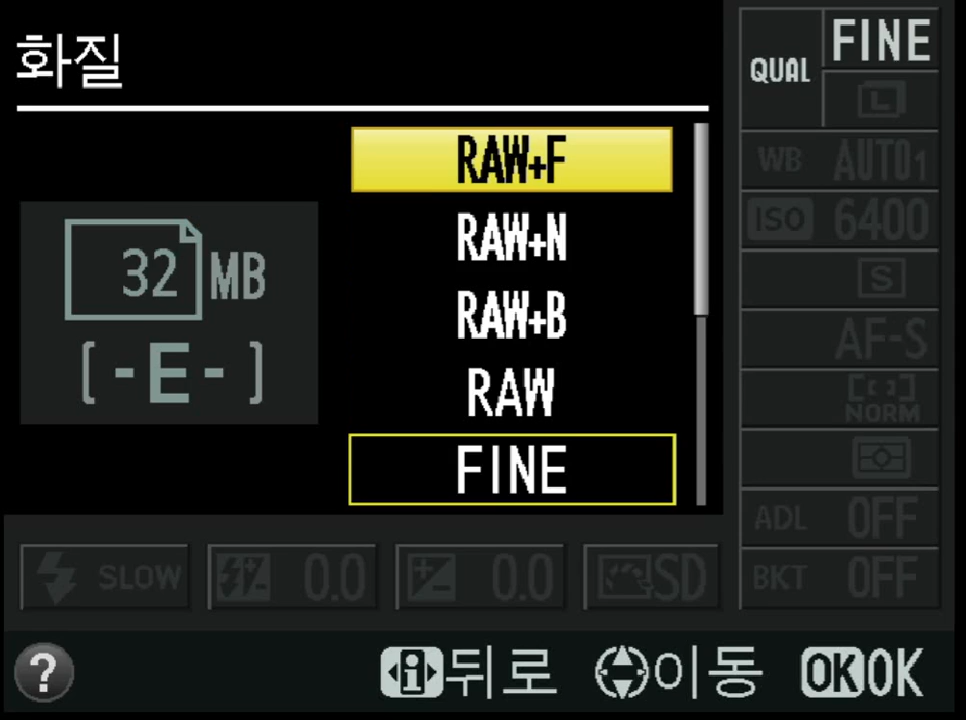 화질
QUAL FINE
L
RAW+F
WB AUTO1
RAW+N
ISO 6400
32 MB
S
RAW+B
AF-S
[-E-]
RAW
NORM
FINE
ADL OFF
SLOW
0.0
0.0
SD
BKT OFF
?
i 뒤로
이동
OK OK